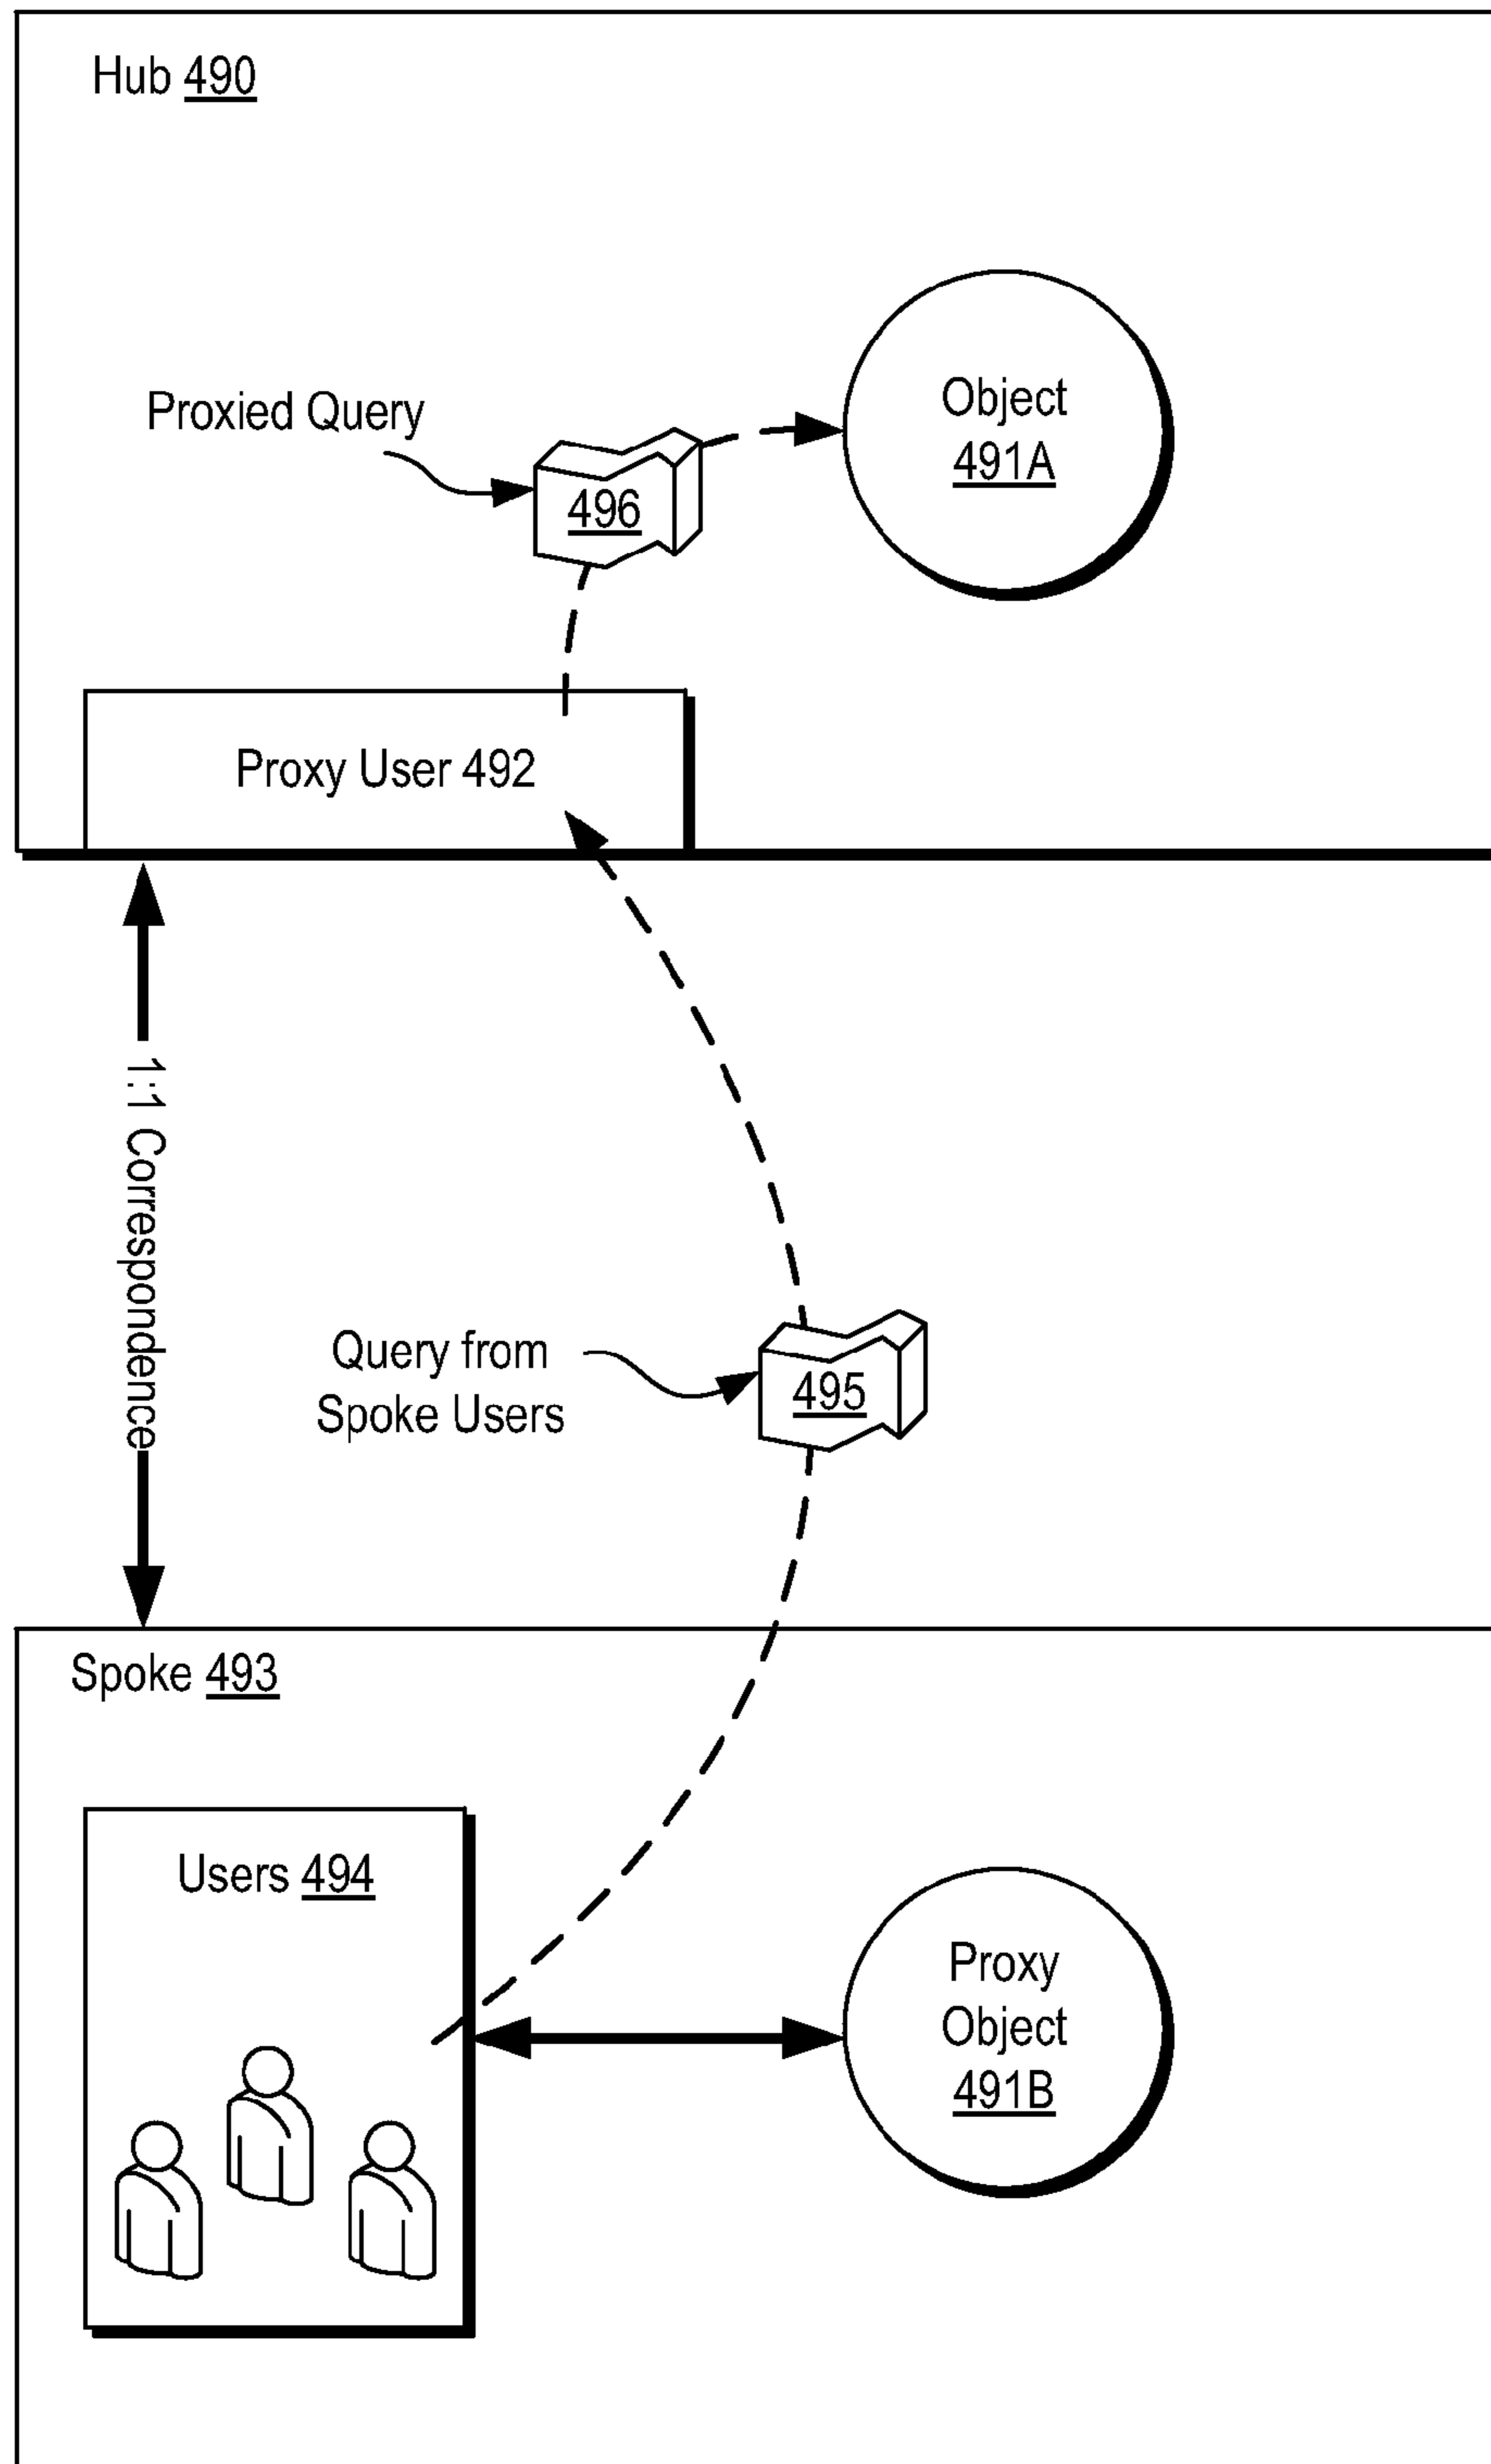 Hub 490
Proxied Query
496
Object
491A
Proxy User 492
1:1 Correspondence
Query from
Spoke Users
495
Spoke 493
Users 494
Proxy
Object
491B